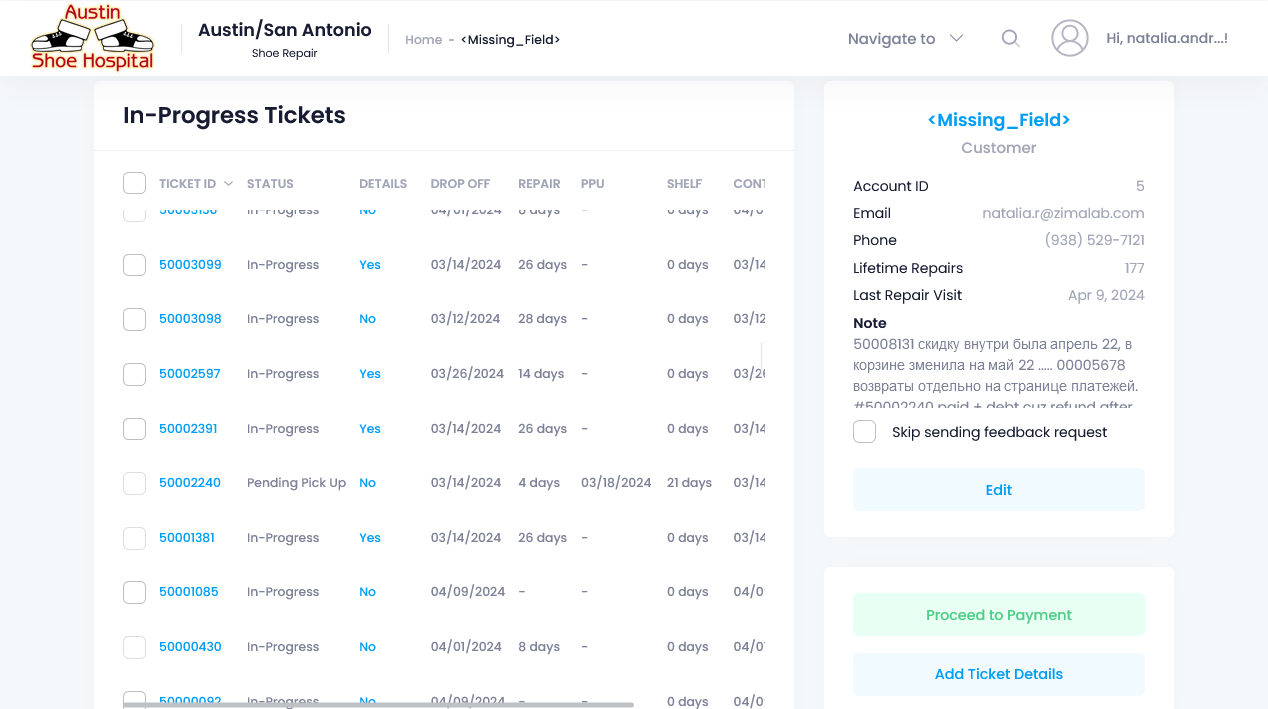 Austin
Shoe Hospital
Austin/San Antonio
Shoe Repair
Home - <Missing_Field>
Navigate to
Hi, natalia.andr...!
In-Progress Tickets
TICKET ID STATUS DETAILS DROP OFF REPAIR PPU SHELF CONT
50003130 In-Progress No 04/01/2024 8 days - 0 days 04/0
50003099 In-Progress Yes 03/14/2024 26 days - 0 days 03/14
50003098 In-Progress No 03/12/2024 28 days - 0 days 03/12
50002597 In-Progress Yes 03/26/2024 14 days - 0 days 03/26
50002391 In-Progress Yes 03/14/2024 26 days - 0 days 03/14
50002240 Pending Pick Up No 03/14/2024 4 days 03/18/2024 21 days 03/14
50001381 In-Progress Yes 03/14/2024 26 days - 0 days 03/14
50001085 In-Progress No 04/09/2024 - - 0 days 04/0
50000430 In-Progress No 04/01/2024 8 days - 0 days 04/0
50000092 In-Progress No 04/09/2024 - - 0 days 04/0
<Missing_Field>
Customer
Account ID 5
Email natalia.r@zimalab.com
Phone (938) 529-7121
Lifetime Repairs 177
Last Repair Visit Apr 9, 2024
Note
50008131 скидку внутри была апрель 22, в
корзине зменила на май 22 ..... 00005678
возвраты отдельно на странице платежей.
#50002240 paid + debt cuz refund after
Skip sending feedback request
Edit
Proceed to Payment
Add Ticket Details